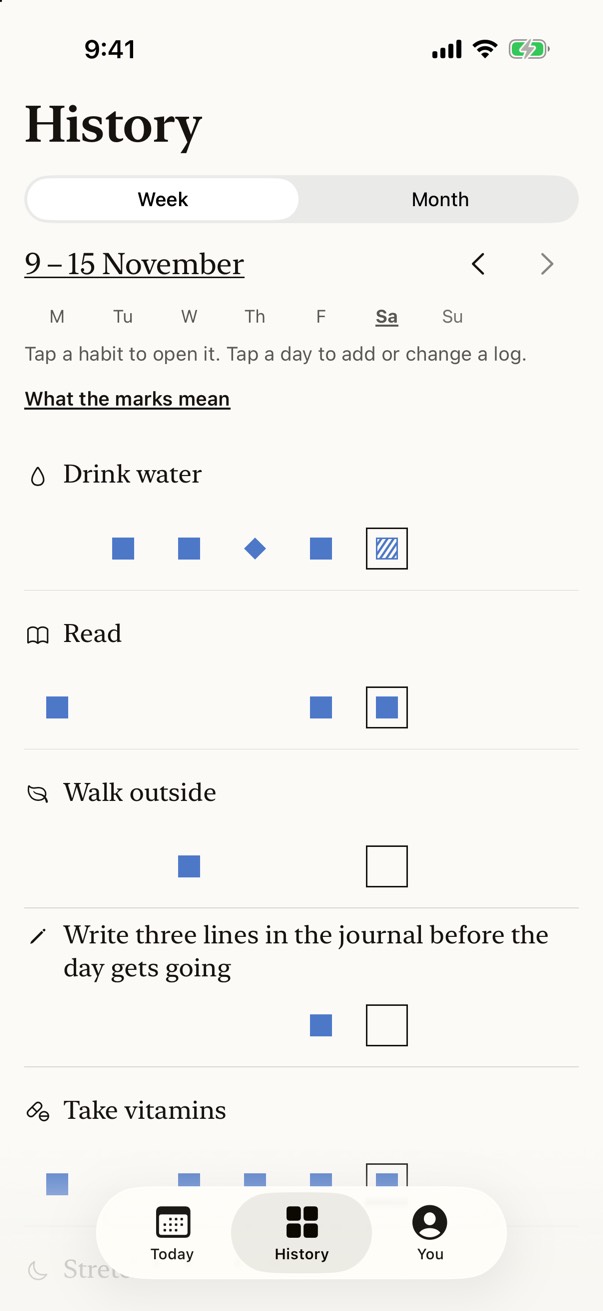 9:41
History
Week
Month
9 – 15 November
M Tu W Th F Sa Su
Tap a habit to open it. Tap a day to add or change a log.
What the marks mean
Drink water
Read
Walk outside
Write three lines in the journal before the
day gets going
Take vitamins
Today
History
You